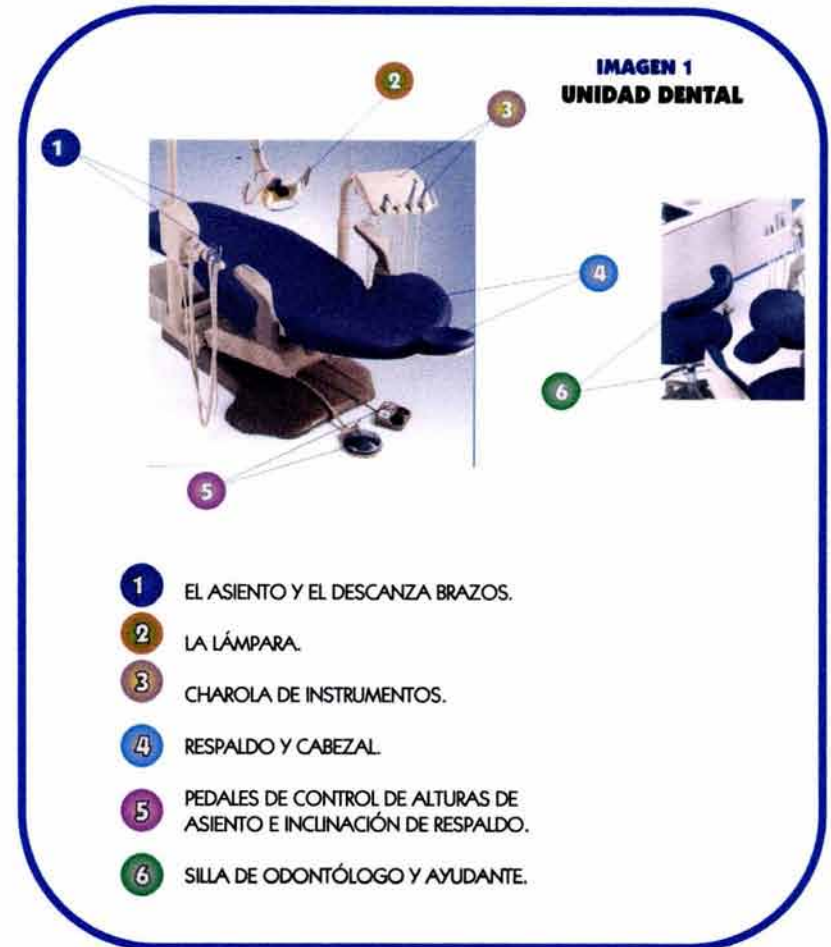 IMAGEN 1
UNIDAD DENTAL
2
3
1
4
6
5
1 EL ASIENTO Y EL DESCANZA BRAZOS.
2 LA LÁMPARA.
3 CHAROLA DE INSTRUMENTOS.
4 RESPALDO Y CABEZAL.
5 PEDALES DE CONTROL DE ALTURAS DE
ASIENTO E INCLINACIÓN DE RESPALDO.
6 SILLA DE ODONTÓLOGO Y AYUDANTE.